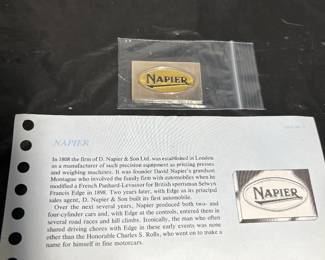 NAPIER
NAPIER
In 1808 the firm of D. Napier & Son Ltd. was established in London
as a manufacturer of such precision equipment as printing presses
and weighing machines. It was founder David Napier's grandson
Montague who involved the family firm with automobiles when he
modified a French Panhard-Levassor for British sportsman Selwyn
Francis Edge in 1898. Two years later, with Edge as its principal
sales agent, D. Napier & Son built its first automobile.
Over the next several years, Napier produced both two- and
four-cylinder cars and, with Edge at the controls, entered them in
several road races and hill climbs. Ironically, the man who often
shared driving chores with Edge in these early events was none
other than the Honorable Charles S. Rolls, who went on to make a
name for himself in fine motorcars.
NAPIER